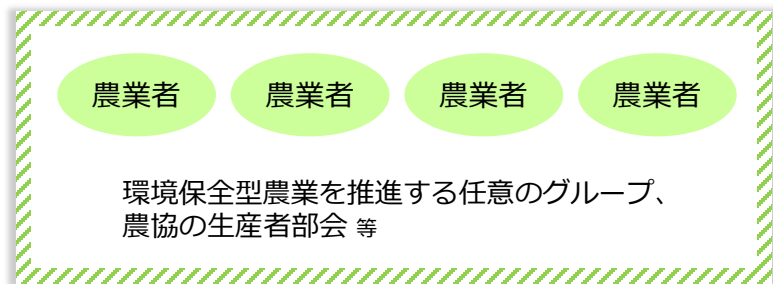 農業者 農業者 農業者 農業者
環境保全型農業を推進する任意のグループ、
農協の生産者部会 等